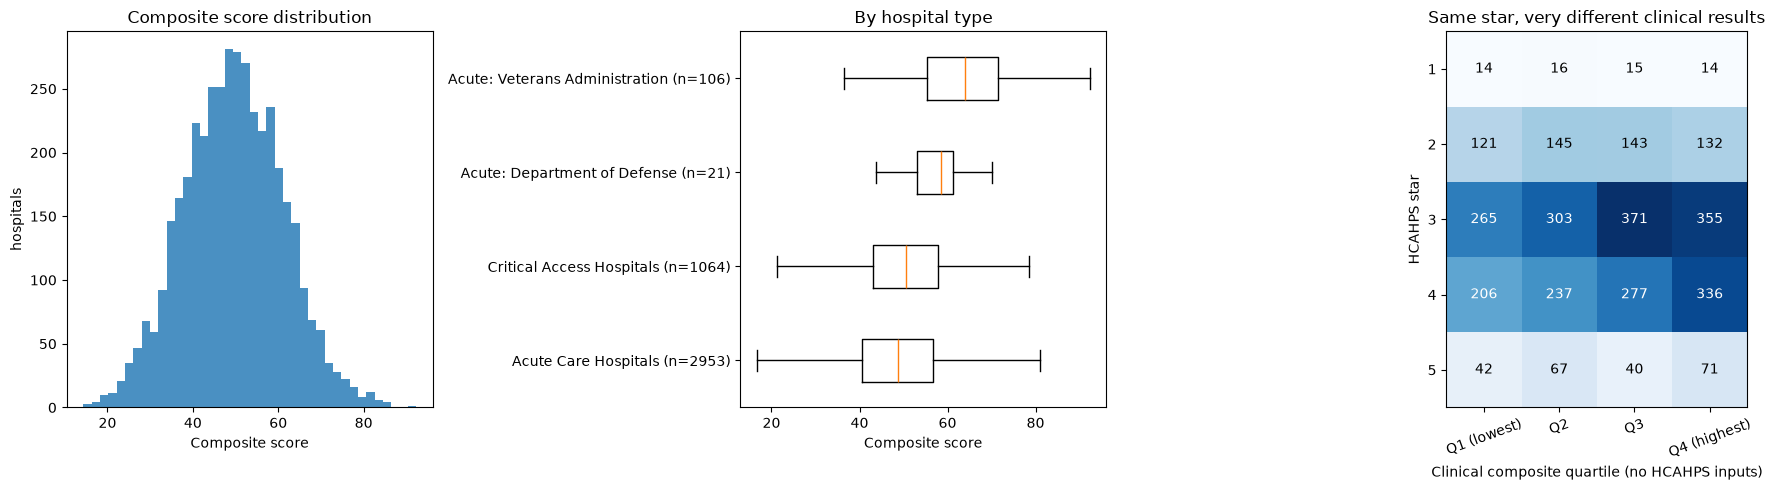 Composite score distribution
hospitals
250
200
150
100
50
0
20 40 60 80
Composite score
By hospital type
Acute: Veterans Administration (n=106)
Acute: Department of Defense (n=21)
Critical Access Hospitals (n=1064)
Acute Care Hospitals (n=2953)
20 40 60 80
Composite score
Same star, very different clinical results
HCAHPS star
1 14 16 15 14
2 121 145 143 132
3 265 303 371 355
4 206 237 277 336
5 42 67 40 71
Q1 (lowest) Q2 Q3 Q4 (highest)
Clinical composite quartile (no HCAHPS inputs)